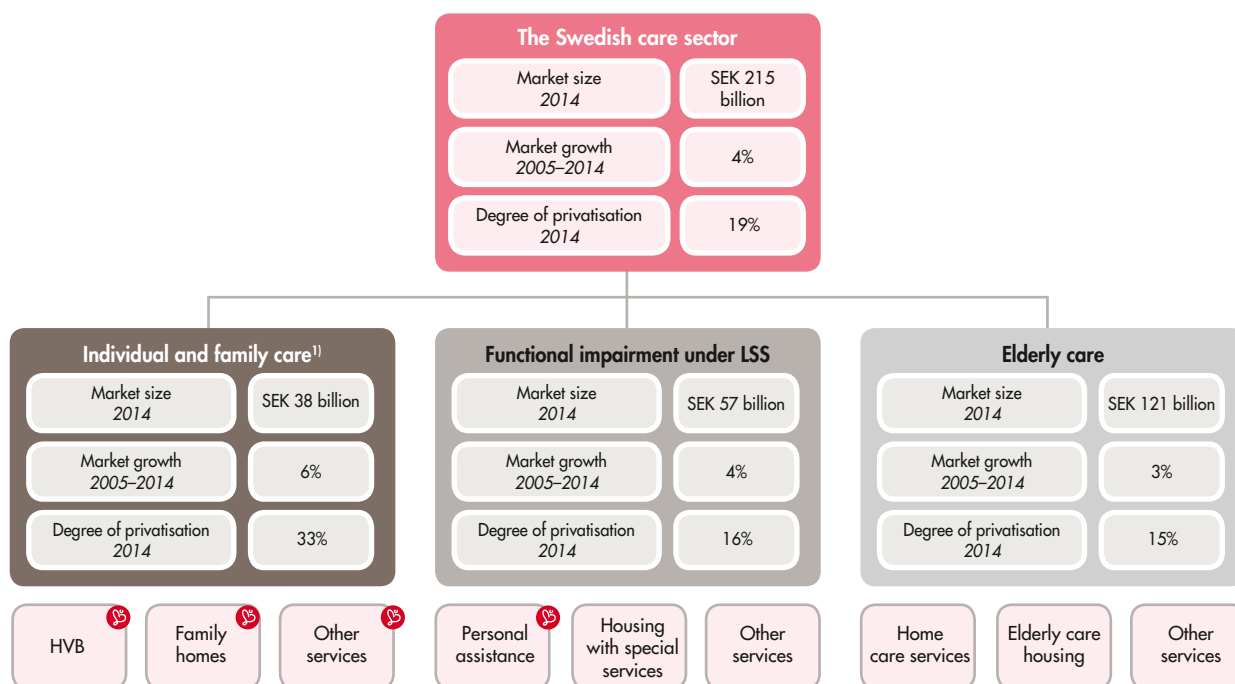 The Swedish care sector
Market size
2014
SEK 215
billion
Market growth
2005–2014
4%
Degree of privatisation
2014
19%
Individual and family care¹⁾
Market size
2014
SEK 38 billion
Market growth
2005–2014
6%
Degree of privatisation
2014
33%
Functional impairment under LSS
Market size
2014
SEK 57 billion
Market growth
2005–2014
4%
Degree of privatisation
2014
16%
Elderly care
Market size
2014
SEK 121 billion
Market growth
2005–2014
3%
Degree of privatisation
2014
15%
HVB
Family
homes
Other
services
Personal
assistance
Housing
with special
services
Other
services
Home
care services
Elderly care
housing
Other
services